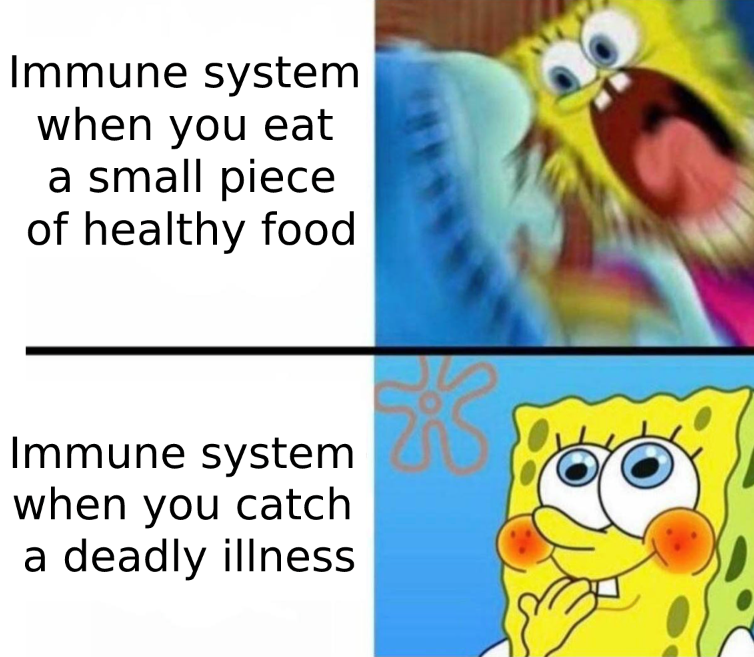 Immune system
when you eat
a small piece
of healthy food
Immune system
when you catch
a deadly illness